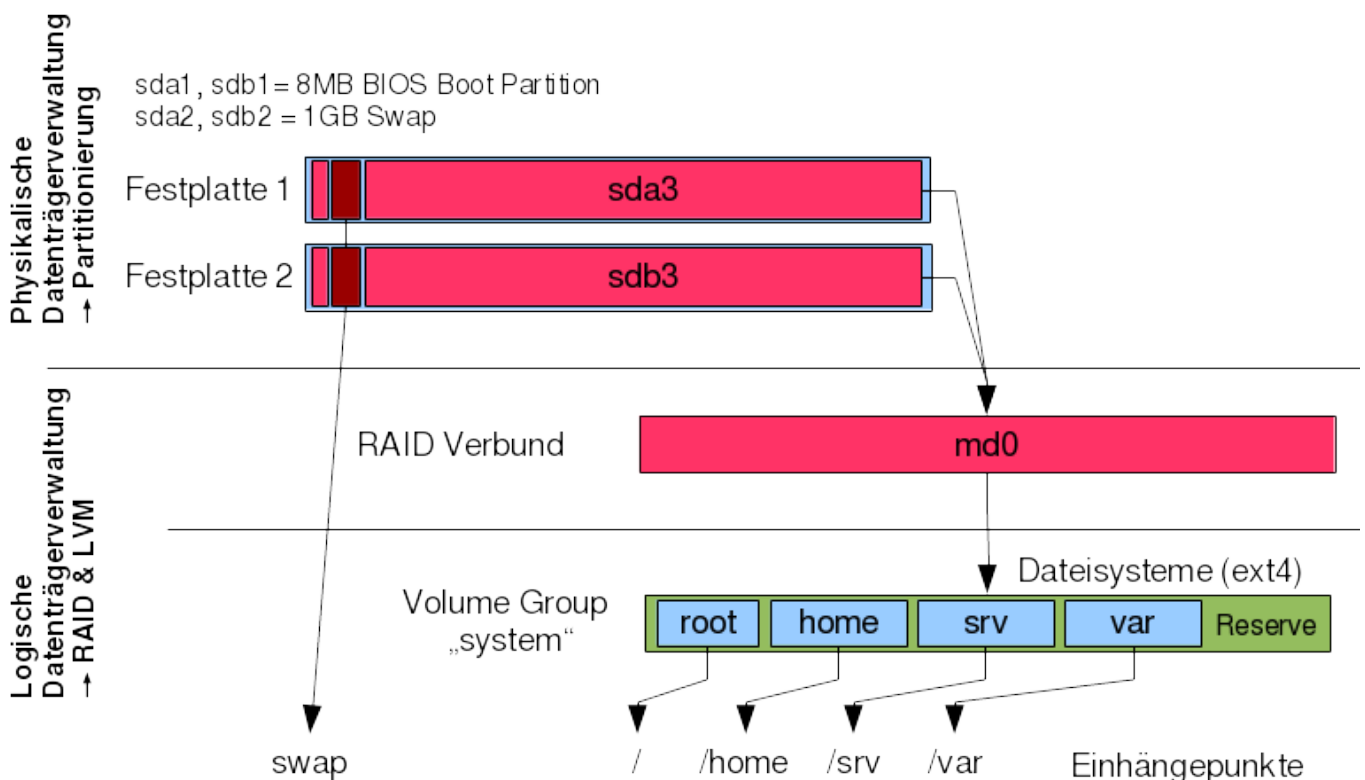 Physikalische
Datenträgerverwaltung
→ Partitionierung
sda1, sdb1 = 8MB BIOS Boot Partition
sda2, sdb2 = 1GB Swap
Festplatte 1
sda3
Festplatte 2
sdb3
Logische
Datenträgerverwaltung
→ RAID & LVM
RAID Verbund
md0
Dateisysteme (ext4)
Volume Group
„system“
root
home
srv
var
Reserve
swap
/
/home
/srv
/var
Einhängepunkte